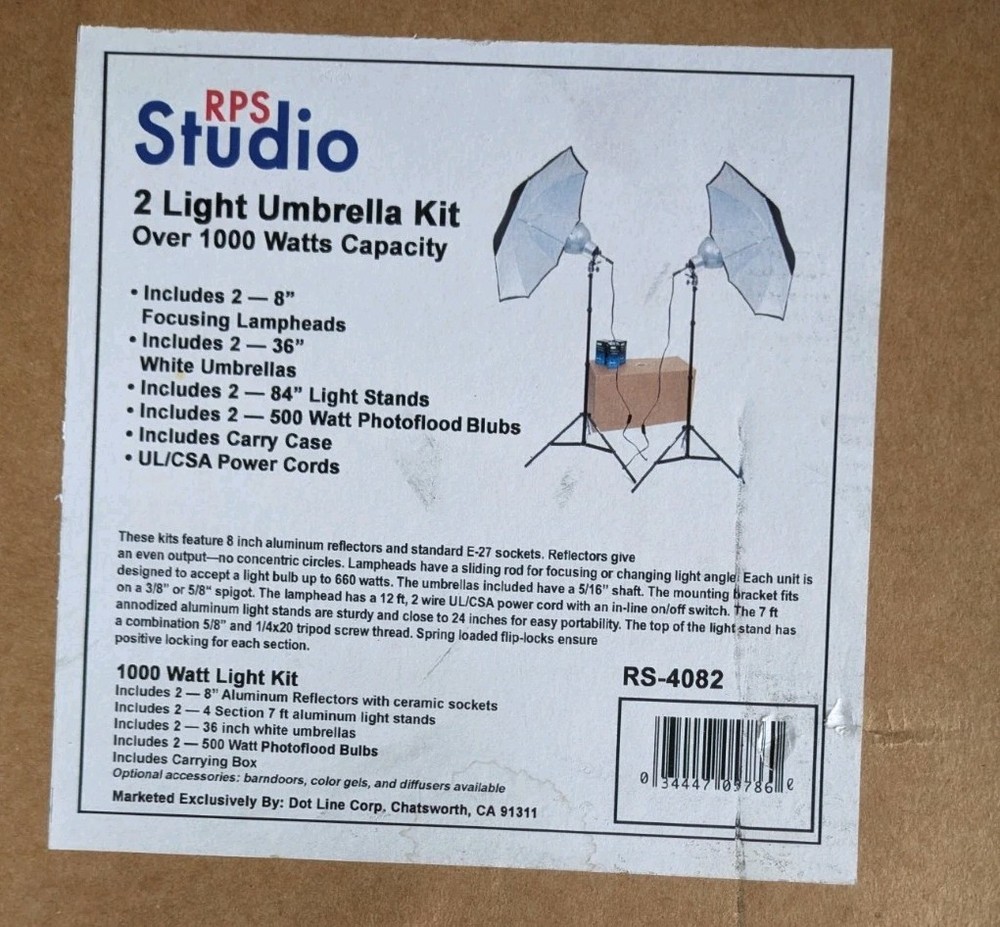 RPS
Studio
2 Light Umbrella Kit
Over 1000 Watts Capacity
• Includes 2 — 8”
Focusing Lampheads
• Includes 2 — 36”
White Umbrellas
• Includes 2 — 84” Light Stands
• Includes 2 — 500 Watt Photoflood Blubs
• Includes Carry Case
• UL/CSA Power Cords
These kits feature 8 inch aluminum reflectors and standard E-27 sockets. Reflectors give
an even output—no concentric circles. Lampheads have a sliding rod for focusing or changing light angle. Each unit is
designed to accept a light bulb up to 660 watts. The umbrellas included have a 5/16” shaft. The mounting bracket fits
on a 3/8” or 5/8“ spigot. The lamphead has a 12 ft, 2 wire UL/CSA power cord with an in-line on/off switch. The 7 ft
annodized aluminum light stands are sturdy and close to 24 inches for easy portability. The top of the light stand has
a combination 5/8” and 1/4x20 tripod screw thread. Spring loaded flip-locks ensure
positive locking for each section.
1000 Watt Light Kit
Includes 2 — 8” Aluminum Reflectors with ceramic sockets
Includes 2 — 4 Section 7 ft aluminum light stands
Includes 2 — 36 inch white umbrellas
Includes 2 — 500 Watt Photoflood Bulbs
Includes Carrying Box
Optional accessories: barndoors, color gels, and diffusers available
Marketed Exclusively By: Dot Line Corp, Chatsworth, CA 91311
RS-4082
0 34447